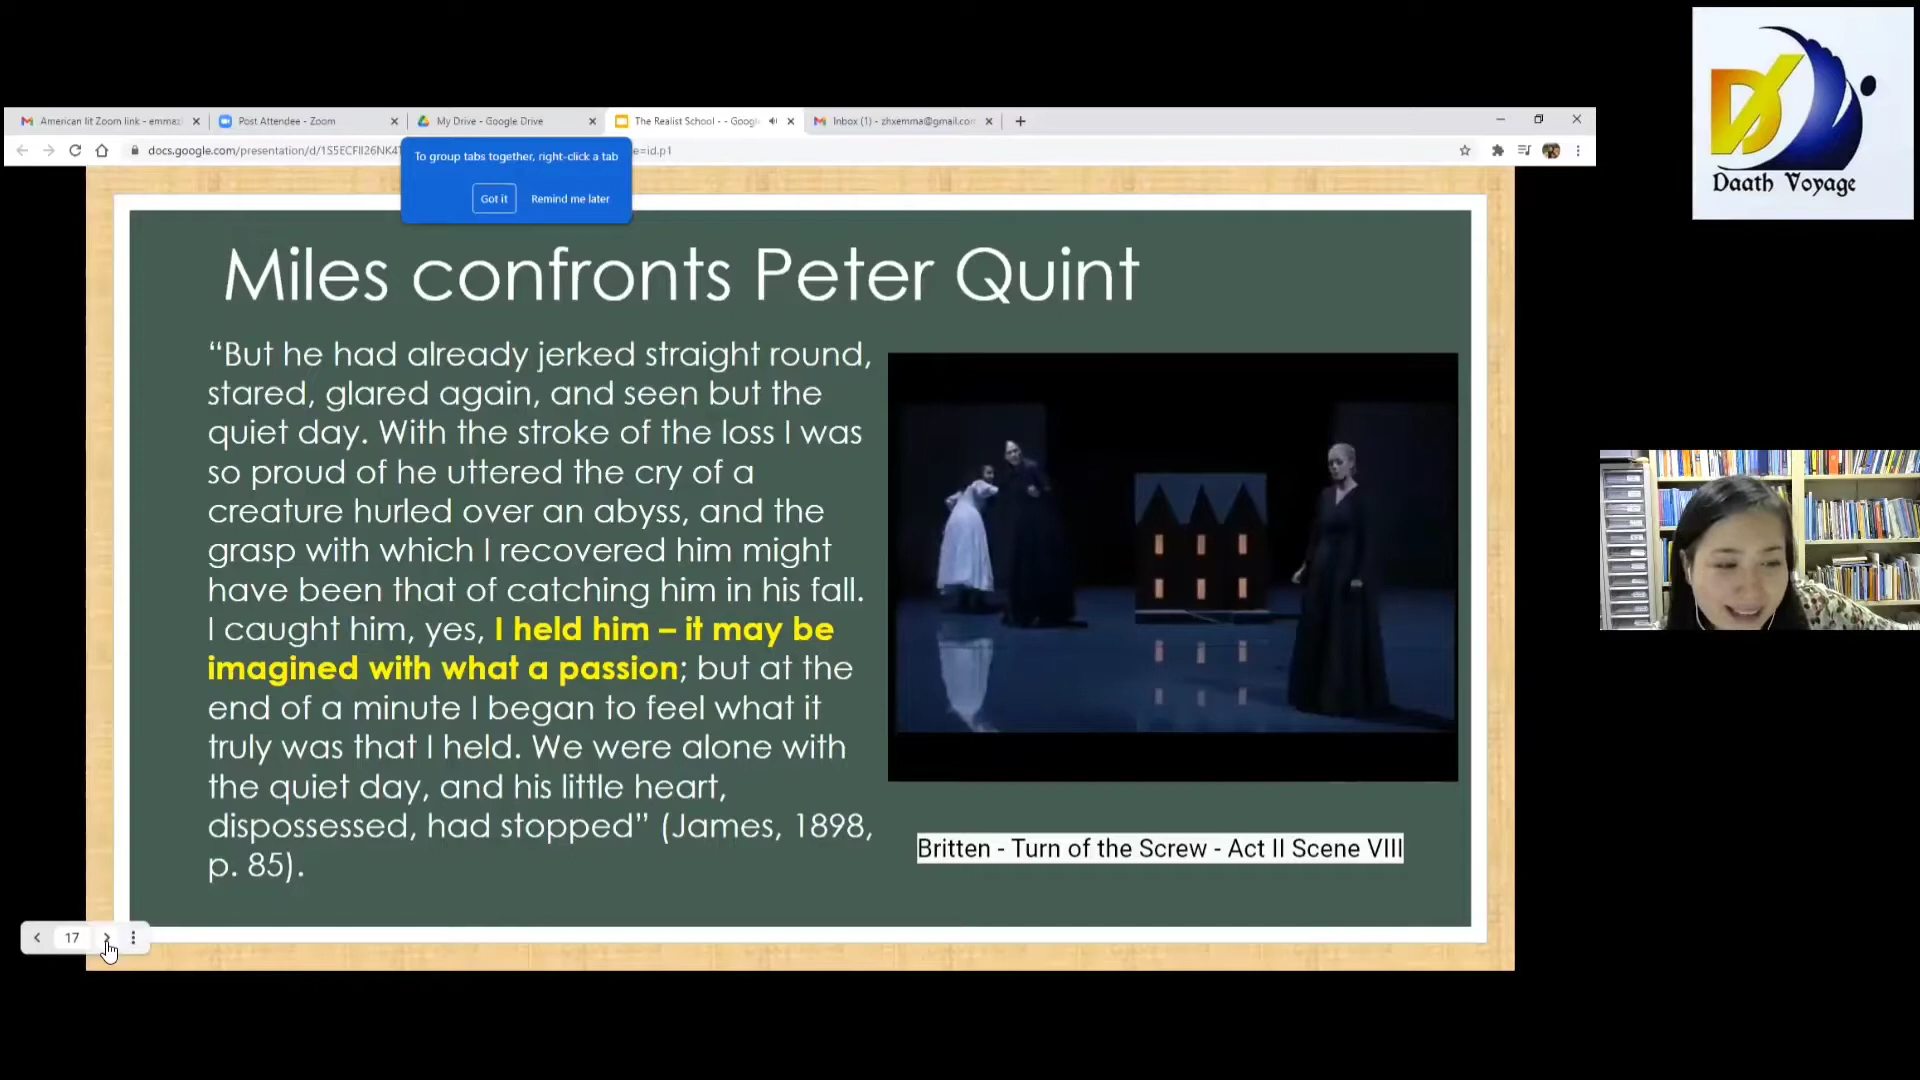 American lit Zoom link - emmaz
Post Attendee - Zoom
My Drive - Google Drive
The Realist School - - Google
Inbox (1) - zhxemma@gmail.com
docs.google.com/presentation/d/1S5ECFlI26NK4
=id.p1
To group tabs together, right-click a tab
Got it
Remind me later
Daath Voyage
Miles confronts Peter Quint
“But he had already jerked straight round,
stared, glared again, and seen but the
quiet day. With the stroke of the loss I was
so proud of he uttered the cry of a
creature hurled over an abyss, and the
grasp with which I recovered him might
have been that of catching him in his fall.
I caught him, yes, I held him – it may be
imagined with what a passion; but at the
end of a minute I began to feel what it
truly was that I held. We were alone with
the quiet day, and his little heart,
dispossessed, had stopped” (James, 1898,
p. 85).
Britten - Turn of the Screw - Act II Scene VIII
17